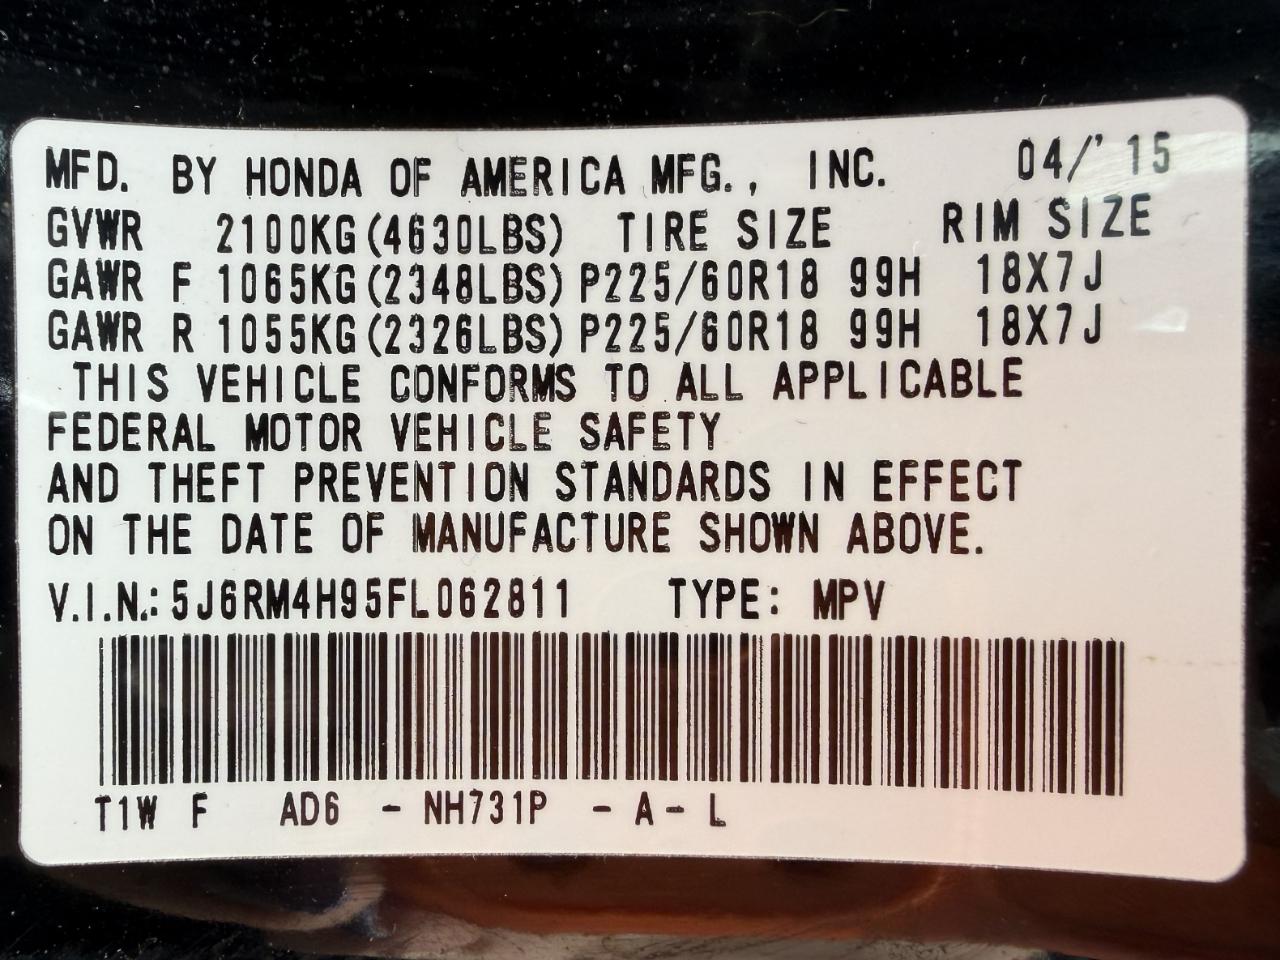 MFD. BY HONDA OF AMERICA MFG., INC. 04/'15
GVWR 2100KG(4630LBS) TIRE SIZE RIM SIZE
GAWR F 1065KG(2348LBS) P225/60R18 99H 18X7J
GAWR R 1055KG(2326LBS) P225/60R18 99H 18X7J
THIS VEHICLE CONFORMS TO ALL APPLICABLE
FEDERAL MOTOR VEHICLE SAFETY
AND THEFT PREVENTION STANDARDS IN EFFECT
ON THE DATE OF MANUFACTURE SHOWN ABOVE.
V.I.N.: 5J6RM4H95FL062811 TYPE: MPV
T1W F AD6 - NH731P - A - L